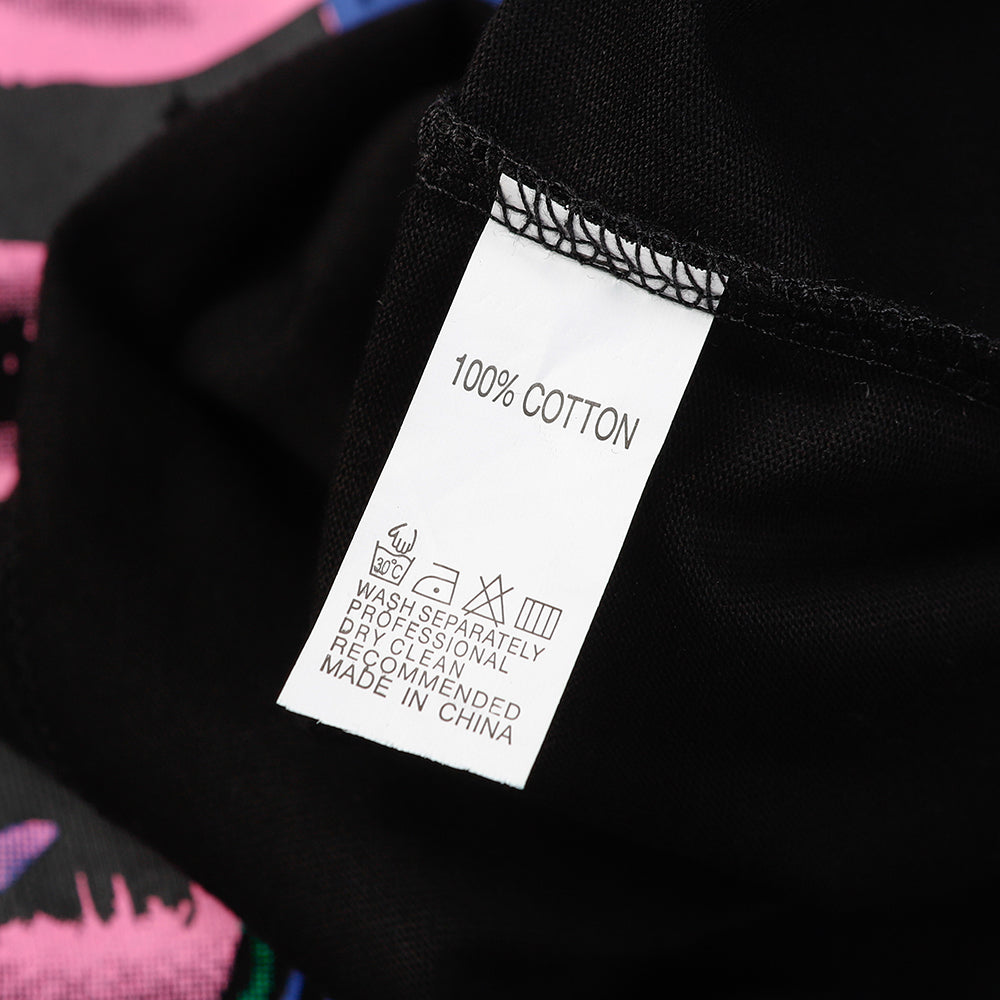 100% COTTON
30°C
WASH SEPARATELY
PROFESSIONAL
DRY CLEAN
RECOMMENDED
MADE IN CHINA